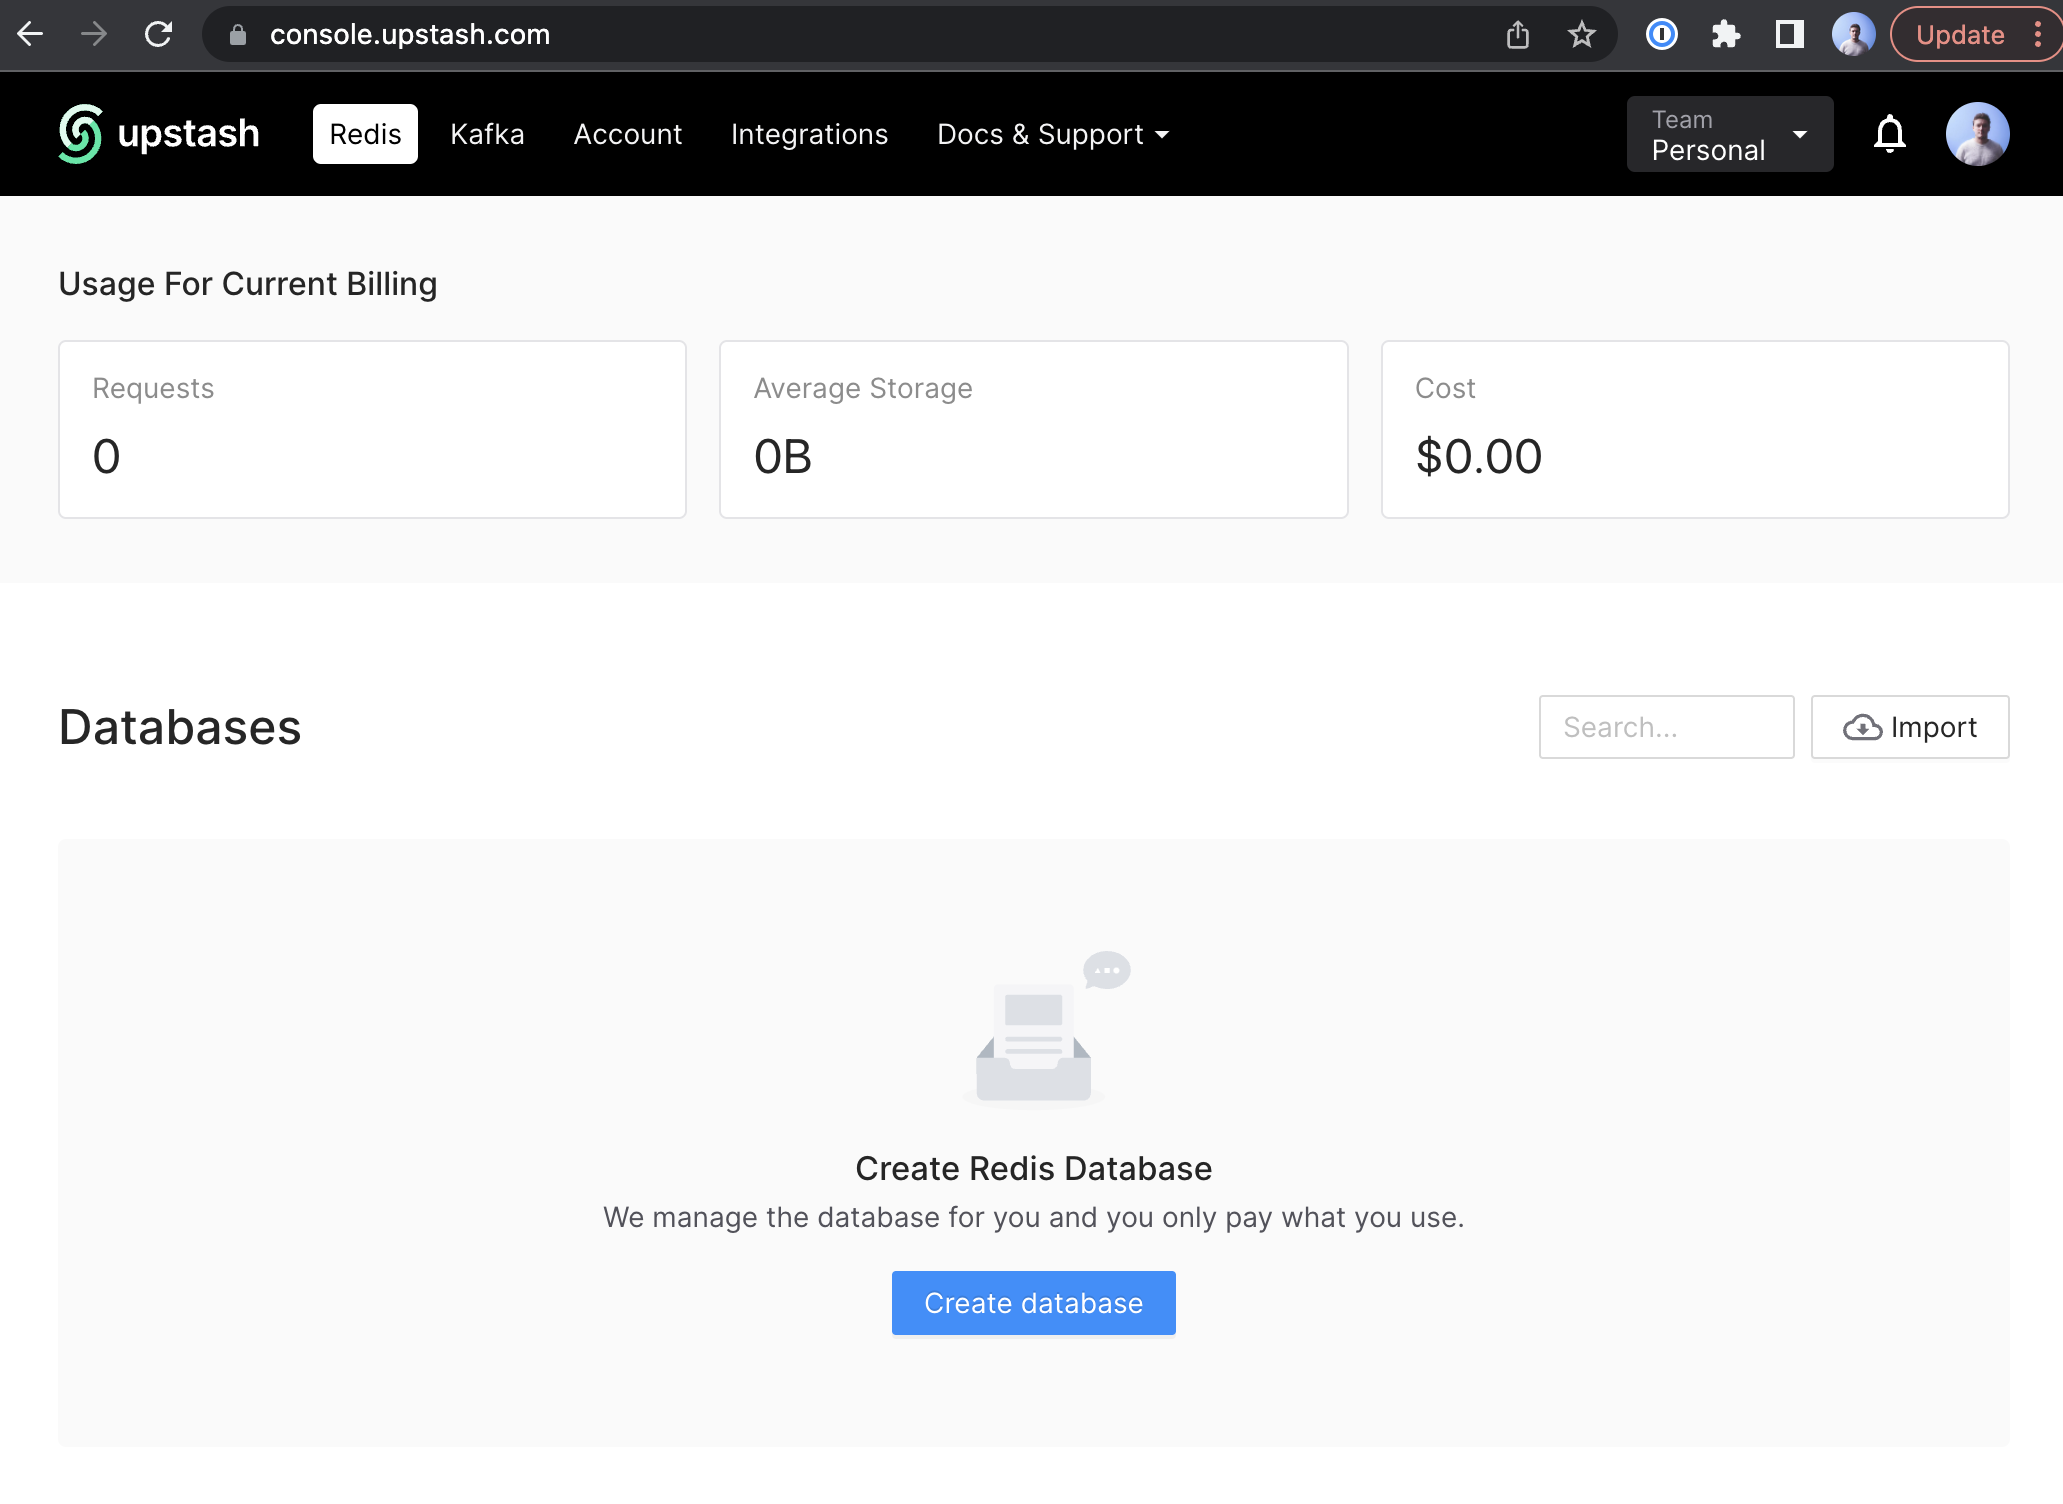 console.upstash.com
Update
upstash
Redis
Kafka
Account
Integrations
Docs & Support
Team
Personal
Usage For Current Billing
Requests
0
Average Storage
0B
Cost
$0.00
Databases
Search...
Import
Create Redis Database
We manage the database for you and you only pay what you use.
Create database